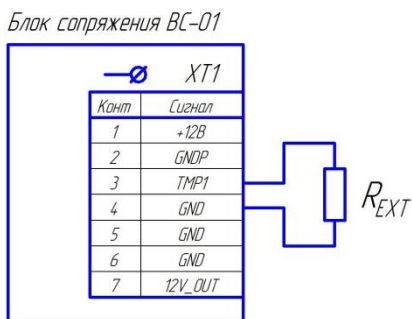 Блок сопряжения ВС-01
XT1
Конт Сигнал
1 +12В
2 GNDP
3 TMP1
4 GND
5 GND
6 GND
7 12V_OUT
R_EXT